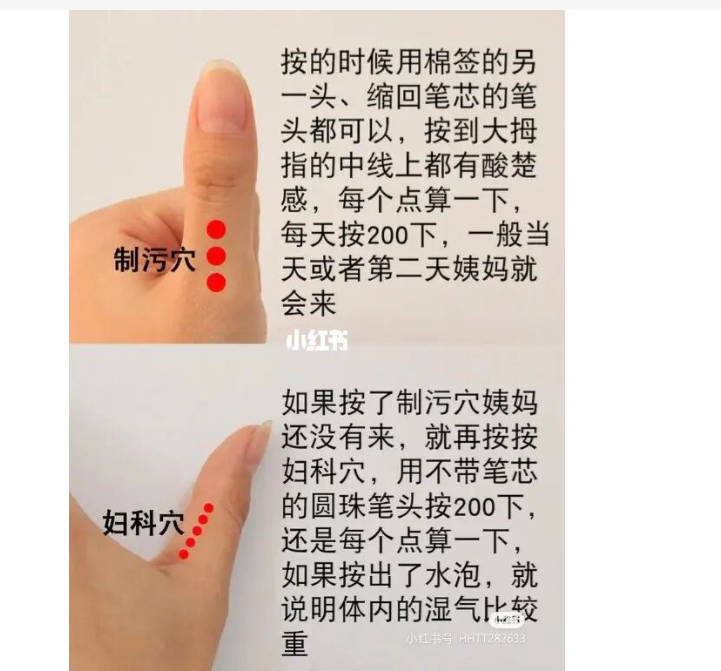 按的时候用棉签的另
一头、缩回笔芯的笔
头都可以，按到大拇
指的中线上都有酸楚
感，每个点算一下，
每天按200下，一般当
天或者第二天姨妈就
会来
制污穴
小红书
如果按了制污穴姨妈
还没有来，就再按按
妇科穴，用不带笔芯
的圆珠笔头按200下，
还是每个点算一下，
如果按出了水泡，就
说明体内的湿气比较
重
妇科穴
小红书
小红书号: HHTT282633